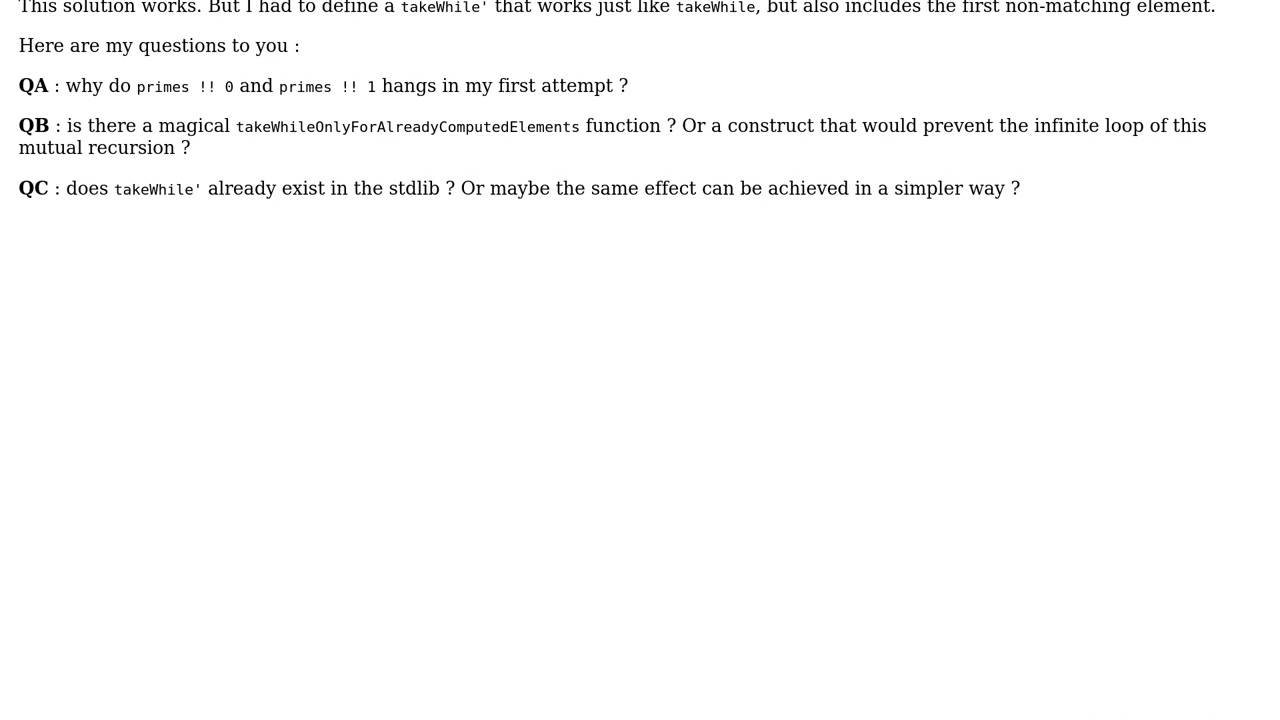 This solution works. But I had to define a takeWhile' that works just like takeWhile, but also includes the first non-matching element.
Here are my questions to you :
QA : why do primes !! 0 and primes !! 1 hangs in my first attempt ?
QB : is there a magical takeWhileOnlyForAlreadyComputedElements function ? Or a construct that would prevent the infinite loop of this
mutual recursion ?
QC : does takeWhile' already exist in the stdlib ? Or maybe the same effect can be achieved in a simpler way ?